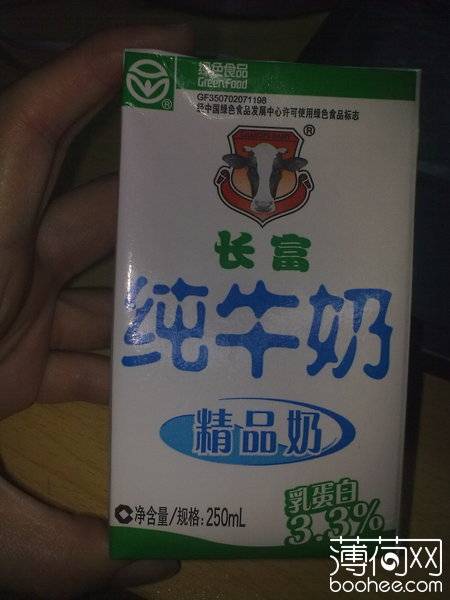 绿色食品
GreenFood
GF350702071198
经中国绿色食品发展中心许可使用绿色食品标志
®
®
长富
纯牛奶
精品奶
净含量/规格: 250mL
乳蛋白
3.3%
薄荷网
boohee.com